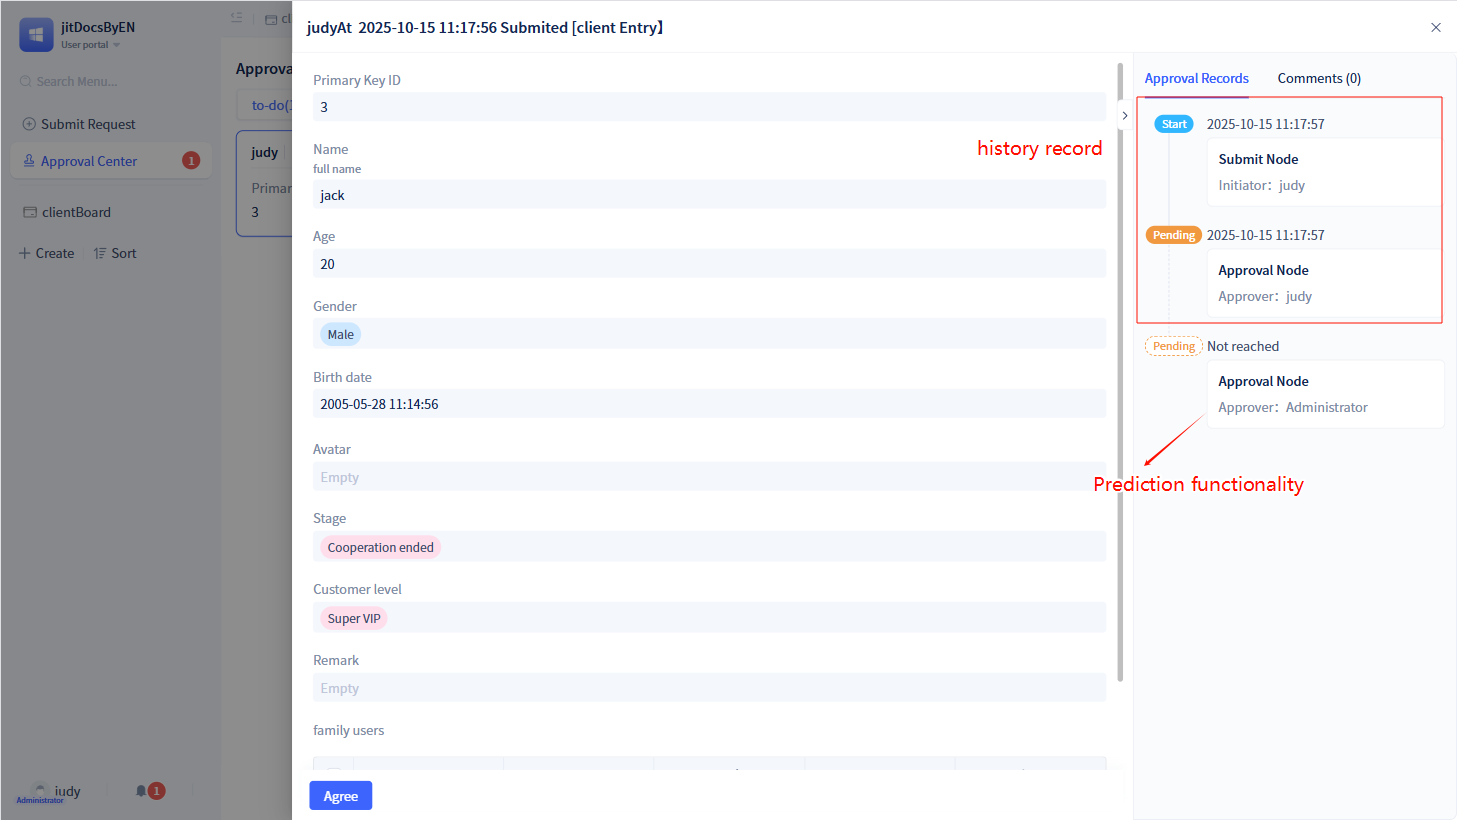 jitDocsByEN
User portal
Search Menu...
Submit Request
Approval Center
1
clientBoard
Create
Sort
judy
Administrator
1
Approva
to-do(
judy
Primar
3
judyAt 2025-10-15 11:17:56 Submited [client Entry】
Primary Key ID
3
Name
full name
jack
Age
20
Gender
Male
Birth date
2005-05-28 11:14:56
Avatar
Empty
Stage
Cooperation ended
Customer level
Super VIP
Remark
Empty
family users
Agree
history record
Approval Records
Comments (0)
Start
2025-10-15 11:17:57
Submit Node
Initiator：judy
Pending
2025-10-15 11:17:57
Approval Node
Approver：judy
Pending
Not reached
Approval Node
Approver：Administrator
Prediction functionality